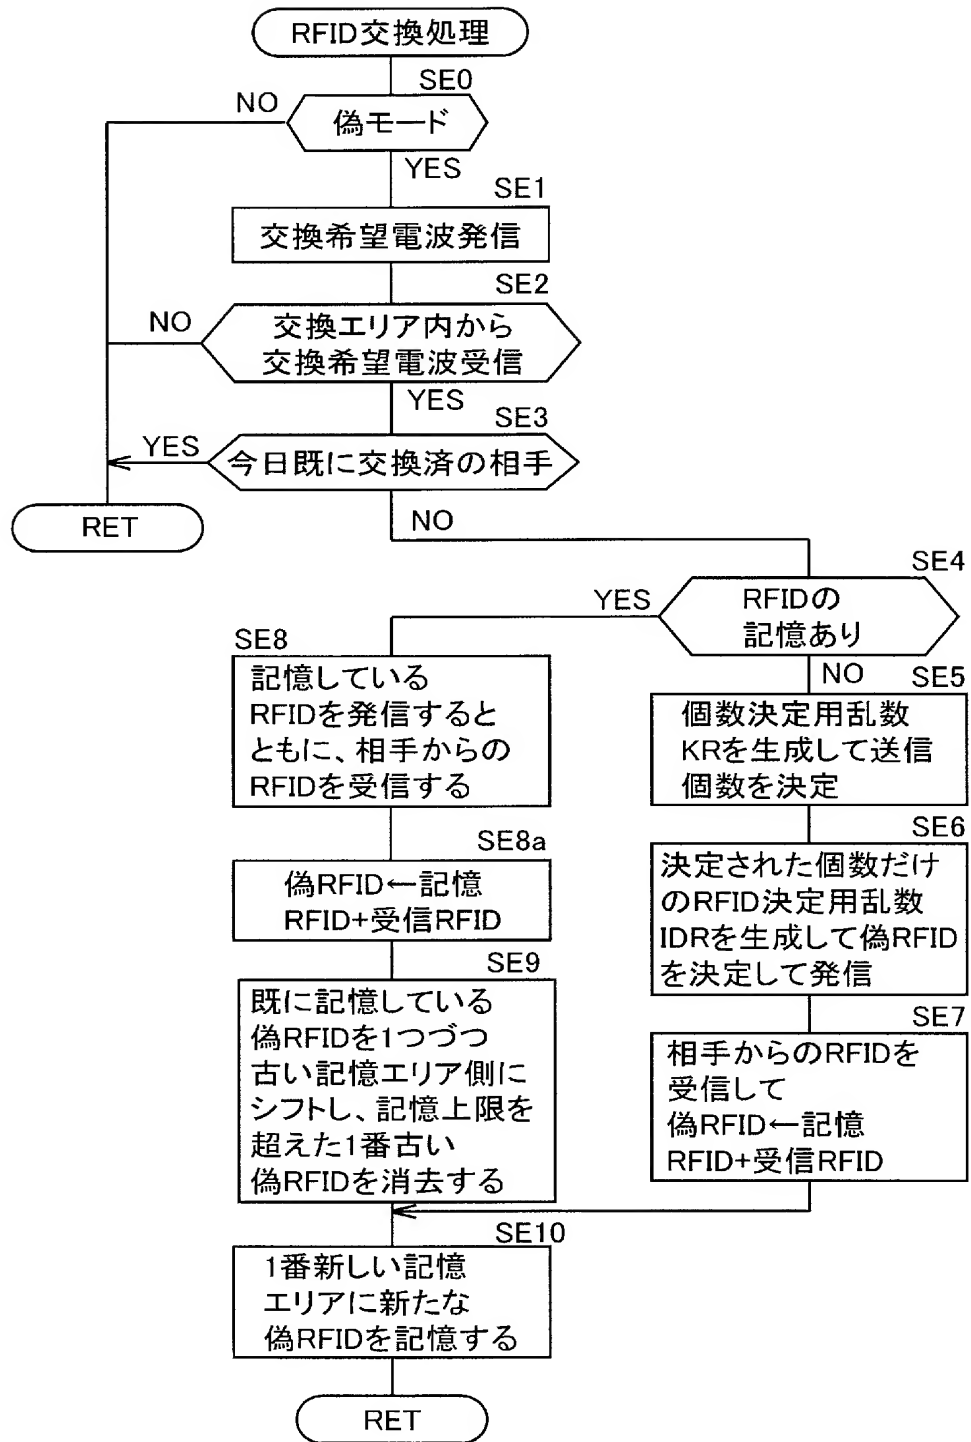 RFID交換処理
SE0
NO
偽モード
YES
SE1
交換希望電波発信
SE2
NO
交換エリア内から
交換希望電波受信
YES
SE3
YES
今日既に交換済の相手
RET
NO
SE4
YES
RFIDの
記憶あり
NO
SE8
記憶している
RFIDを発信すると
ともに、相手からの
RFIDを受信する
SE5
個数決定用乱数
KRを生成して送信
個数を決定
SE8a
偽RFID←記憶
RFID+受信RFID
SE6
決定された個数だけ
のRFID決定用乱数
IDRを生成して偽RFID
を決定して発信
SE9
既に記憶している
偽RFIDを1つづつ
古い記憶エリア側に
シフトし、記憶上限を
超えた1番古い
偽RFIDを消去する
SE7
相手からのRFIDを
受信して
偽RFID←記憶
RFID+受信RFID
SE10
1番新しい記憶
エリアに新たな
偽RFIDを記憶する
RET